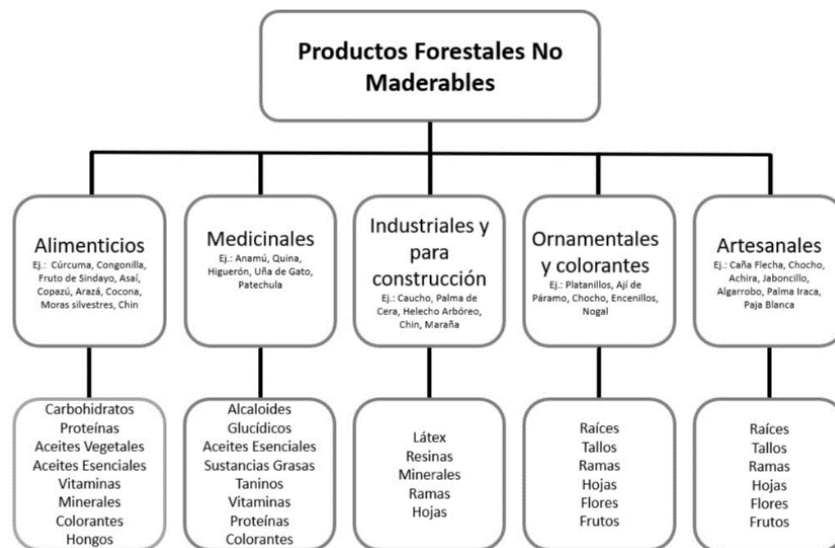 Productos Forestales No
Maderables
Alimenticios
Ej.: Cúrcuma, Congonilla,
Fruto de Sindayo, Asaí,
Copazú, Arazá, Cocona,
Moras silvestres, Chin
Medicinales
Ej.: Anamú, Quina,
Higuerón, Uña de Gato,
Patechula
Industriales y
para
construcción
Ej.: Caucho, Palma de
Cera, Helecho Arbóreo,
Chin, Maraña
Ornamentales
y colorantes
Ej.: Platanillos, Ají de
Páramo, Chocho, Encenillos,
Nogal
Artesanales
Ej.: Caña Flecha, Chocho,
Achira, Jaboncillo,
Algarrobo, Palma Iraca,
Paja Blanca
Carbohidratos
Proteínas
Aceites Vegetales
Aceites Esenciales
Vitaminas
Minerales
Colorantes
Hongos
Alcaloides
Glucídicos
Aceites Esenciales
Sustancias Grasas
Taninos
Vitaminas
Proteínas
Colorantes
Látex
Resinas
Minerales
Ramas
Hojas
Raíces
Tallos
Ramas
Hojas
Flores
Frutos
Raíces
Tallos
Ramas
Hojas
Flores
Frutos